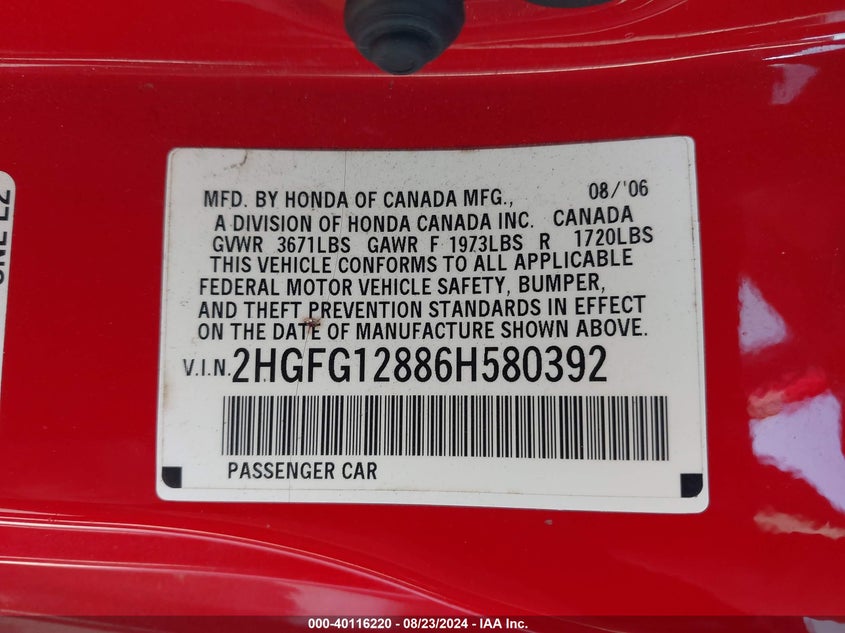 MFD. BY HONDA OF CANADA MFG., 08/'06
A DIVISION OF HONDA CANADA INC. CANADA
GVWR 3671LBS GAWR F 1973LBS R 1720LBS
THIS VEHICLE CONFORMS TO ALL APPLICABLE
FEDERAL MOTOR VEHICLE SAFETY, BUMPER,
AND THEFT PREVENTION STANDARDS IN EFFECT
ON THE DATE OF MANUFACTURE SHOWN ABOVE.
V.I.N. 2HGFG12886H580392
PASSENGER CAR
000-40116220 - 08/23/2024 - IAA Inc.